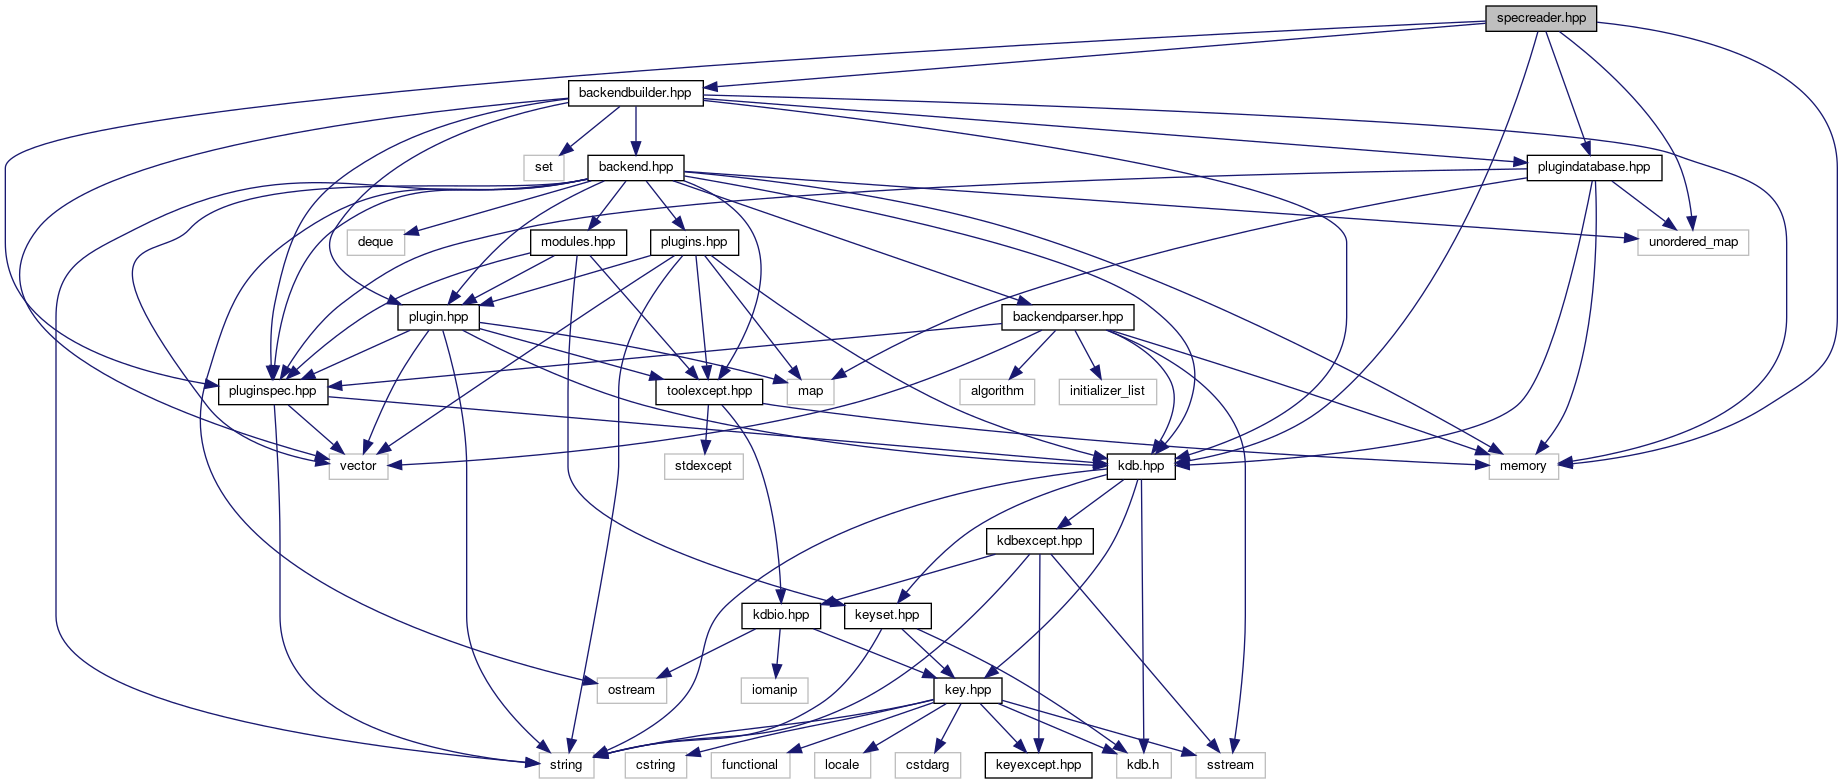 specreader.hpp
backendbuilder.hpp
set
backend.hpp
plugindatabase.hpp
deque
modules.hpp
plugins.hpp
unordered_map
plugin.hpp
backendparser.hpp
pluginspec.hpp
toolexcept.hpp
map
algorithm
initializer_list
vector
stdexcept
kdb.hpp
memory
kdbexcept.hpp
kdbio.hpp
keyset.hpp
ostream
iomanip
key.hpp
string
cstring
functional
locale
cstdarg
keyexcept.hpp
kdb.h
sstream